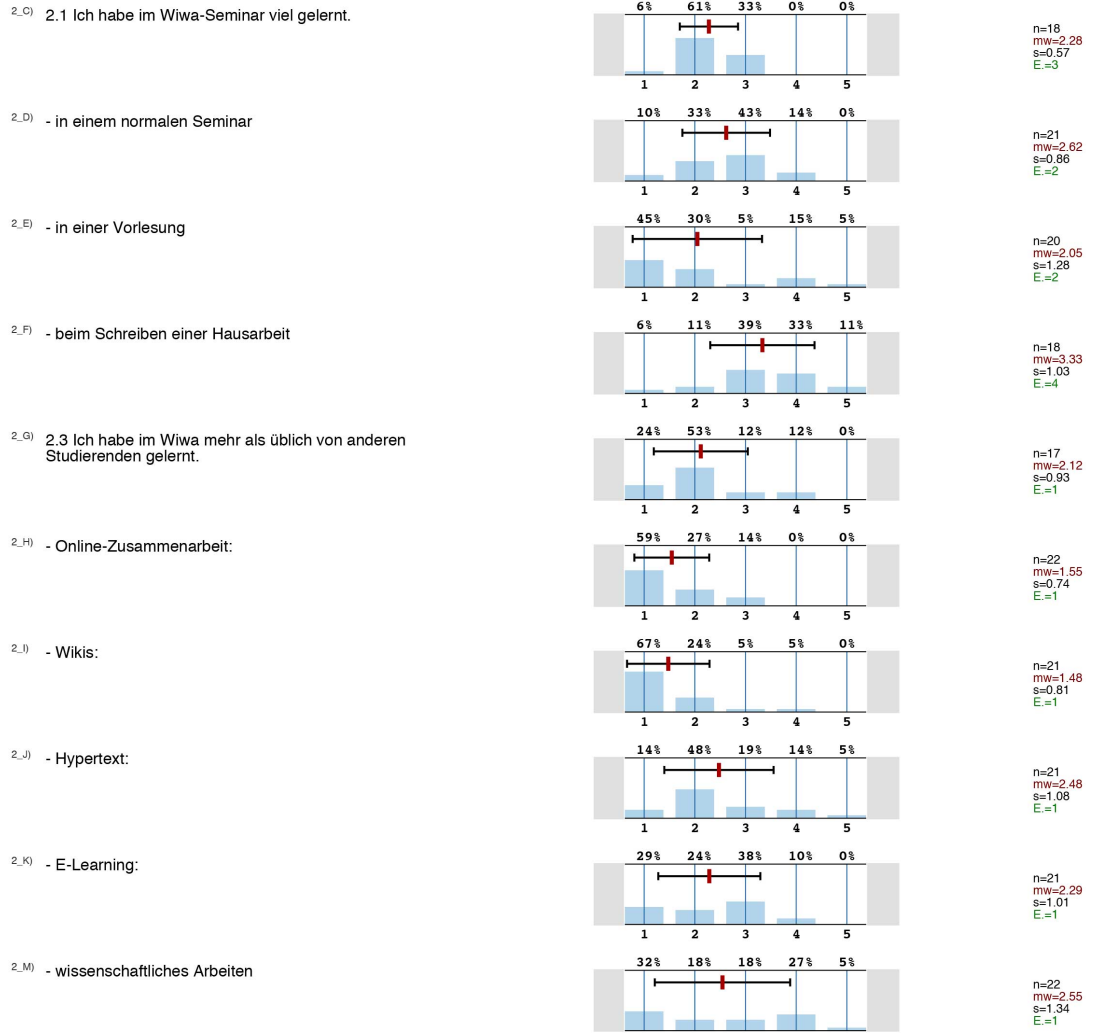 2_C) 2.1 Ich habe im Wiwa-Seminar viel gelernt.
6% 61% 33% 0% 0%
1 2 3 4 5
n=18
mw=2.28
s=0.57
E.=3
2_D) - in einem normalen Seminar
10% 33% 43% 14% 0%
1 2 3 4 5
n=21
mw=2.62
s=0.86
E.=2
2_E) - in einer Vorlesung
45% 30% 5% 15% 5%
1 2 3 4 5
n=20
mw=2.05
s=1.28
E.=2
2_F) - beim Schreiben einer Hausarbeit
6% 11% 39% 33% 11%
1 2 3 4 5
n=18
mw=3.33
s=1.03
E.=4
2_G) 2.3 Ich habe im Wiwa mehr als üblich von anderen
Studierenden gelernt.
24% 53% 12% 12% 0%
1 2 3 4 5
n=17
mw=2.12
s=0.93
E.=1
2_H) - Online-Zusammenarbeit:
59% 27% 14% 0% 0%
1 2 3 4 5
n=22
mw=1.55
s=0.74
E.=1
2_I) - Wikis:
67% 24% 5% 5% 0%
1 2 3 4 5
n=21
mw=1.48
s=0.81
E.=1
2_J) - Hypertext:
14% 48% 19% 14% 5%
1 2 3 4 5
n=21
mw=2.48
s=1.08
E.=1
2_K) - E-Learning:
29% 24% 38% 10% 0%
1 2 3 4 5
n=21
mw=2.29
s=1.01
E.=1
2_M) - wissenschaftliches Arbeiten
32% 18% 18% 27% 5%
n=22
mw=2.55
s=1.34
E.=1